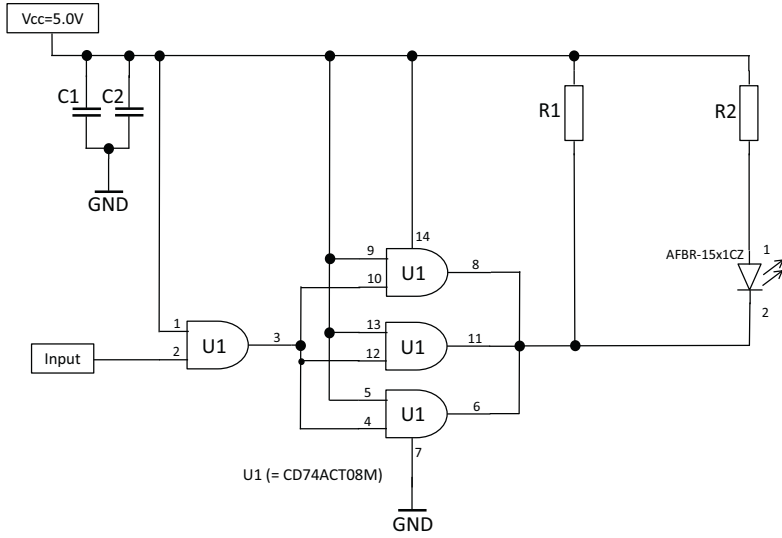 Vcc=5.0V
C1
C2
GND
R1
R2
14
9
10
U1
8
AFBR-15x1CZ
1
2
13
12
U1
11
1
2
U1
3
Input
5
4
U1
6
7
U1 (= CD74ACT08M)
GND